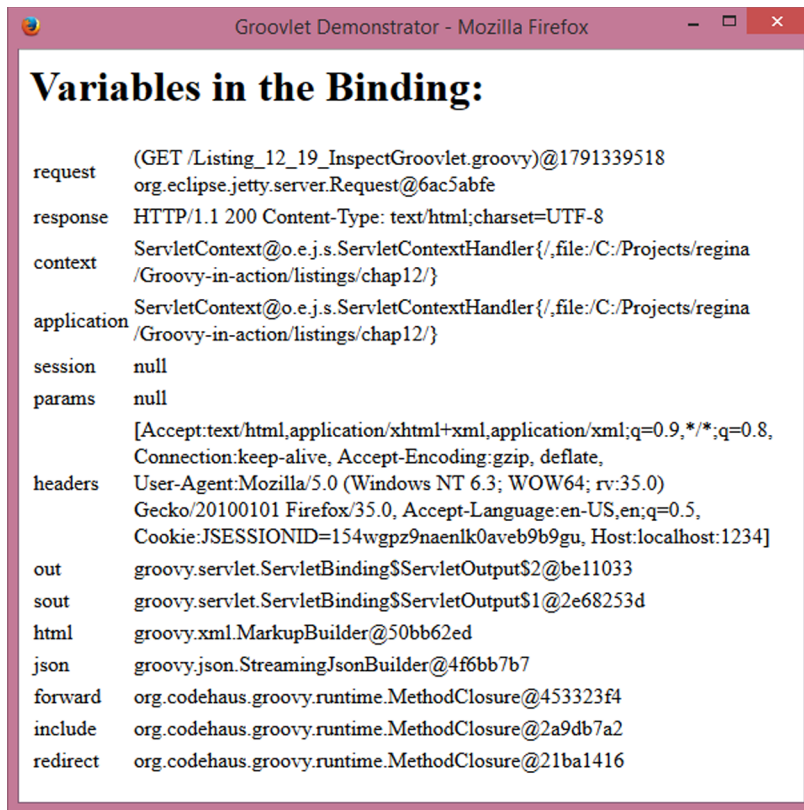 Groovlet Demonstrator - Mozilla Firefox
Variables in the Binding:
request (GET /Listing_12_19_InspectGroovlet.groovy)@1791339518
org.eclipse.jetty.server.Request@6ac5abfe
response HTTP/1.1 200 Content-Type: text/html;charset=UTF-8
context ServletContext@o.e.j.s.ServletContextHandler{/,file:/C:/Projects/regina
/Groovy-in-action/listings/chap12/}
application ServletContext@o.e.j.s.ServletContextHandler{/,file:/C:/Projects/regina
/Groovy-in-action/listings/chap12/}
session null
params null
headers [Accept:text/html,application/xhtml+xml,application/xml;q=0.9,*/*;q=0.8,
Connection:keep-alive, Accept-Encoding:gzip, deflate,
User-Agent:Mozilla/5.0 (Windows NT 6.3; WOW64; rv:35.0)
Gecko/20100101 Firefox/35.0, Accept-Language:en-US,en;q=0.5,
Cookie:JSESSIONID=154wgpz9naenlk0aveb9b9gu, Host:localhost:1234]
out groovy.servlet.ServletBinding$ServletOutput$2@be11033
sout groovy.servlet.ServletBinding$ServletOutput$1@2e68253d
html groovy.xml.MarkupBuilder@50bb62ed
json groovy.json.StreamingJsonBuilder@4f6bb7b7
forward org.codehaus.groovy.runtime.MethodClosure@453323f4
include org.codehaus.groovy.runtime.MethodClosure@2a9db7a2
redirect org.codehaus.groovy.runtime.MethodClosure@21ba1416